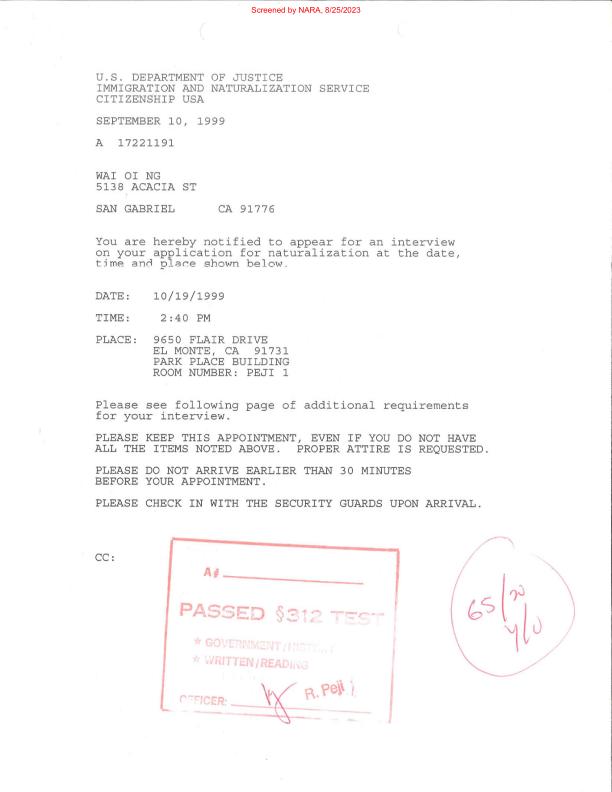 Screened by NARA, 8/25/2023
U.S. DEPARTMENT OF JUSTICE
IMMIGRATION AND NATURALIZATION SERVICE
CITIZENSHIP USA
SEPTEMBER 10, 1999
A 17221191
WAI OI NG
5138 ACACIA ST
SAN GABRIEL CA 91776
You are hereby notified to appear for an interview
on your application for naturalization at the date,
time and place shown below.
DATE: 10/19/1999
TIME: 2:40 PM
PLACE: 9650 FLAIR DRIVE
EL MONTE, CA 91731
PARK PLACE BUILDING
ROOM NUMBER: PEJI 1
Please see following page of additional requirements
for your interview.
PLEASE KEEP THIS APPOINTMENT, EVEN IF YOU DO NOT HAVE
ALL THE ITEMS NOTED ABOVE. PROPER ATTIRE IS REQUESTED.
PLEASE DO NOT ARRIVE EARLIER THAN 30 MINUTES
BEFORE YOUR APPOINTMENT.
PLEASE CHECK IN WITH THE SECURITY GUARDS UPON ARRIVAL.
CC:
A#
PASSED §312 TEST
* GOVERNMENT/HISTORY
* WRITTEN/READING
OFFICER: R. Peji
65/20